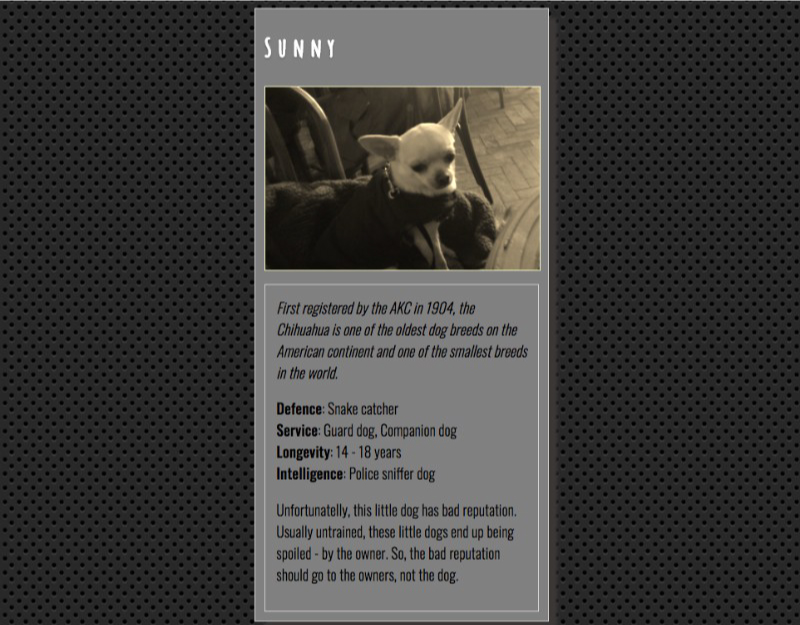 Sunny
First registered by the AKC in 1904, the
Chihuahua is one of the oldest dog breeds on the
American continent and one of the smallest breeds
in the world.
Defence: Snake catcher
Service: Guard dog, Companion dog
Longevity: 14 - 18 years
Intelligence: Police sniffer dog
Unfortunatelly, this little dog has bad reputation.
Usually untrained, these little dogs end up being
spoiled - by the owner. So, the bad reputation
should go to the owners, not the dog.